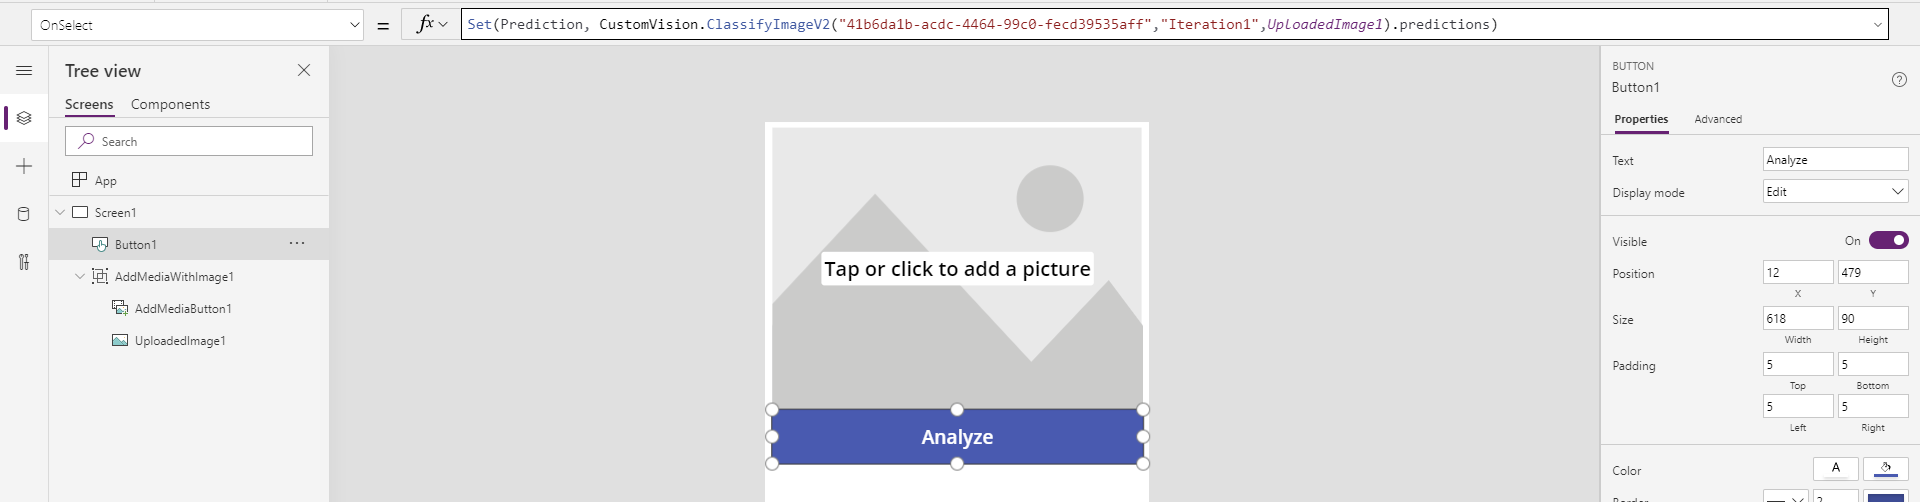 OnSelect
=
fx
Set(Prediction, CustomVision.ClassifyImageV2("41b6da1b-acdc-4464-99c0-fecd39535aff","Iteration1",UploadedImage1).predictions)
Tree view
Screens Components
Search
App
Screen1
Button1 ...
AddMediaWithImage1
AddMediaButton1
UploadedImage1
Tap or click to add a picture
Analyze
BUTTON
Button1
?
Properties Advanced
Text Analyze
Display mode Edit
Visible On
Position 12 479
X Y
Size 618 90
Width Height
Padding 5 5
Top Bottom
5 5
Left Right
Color A